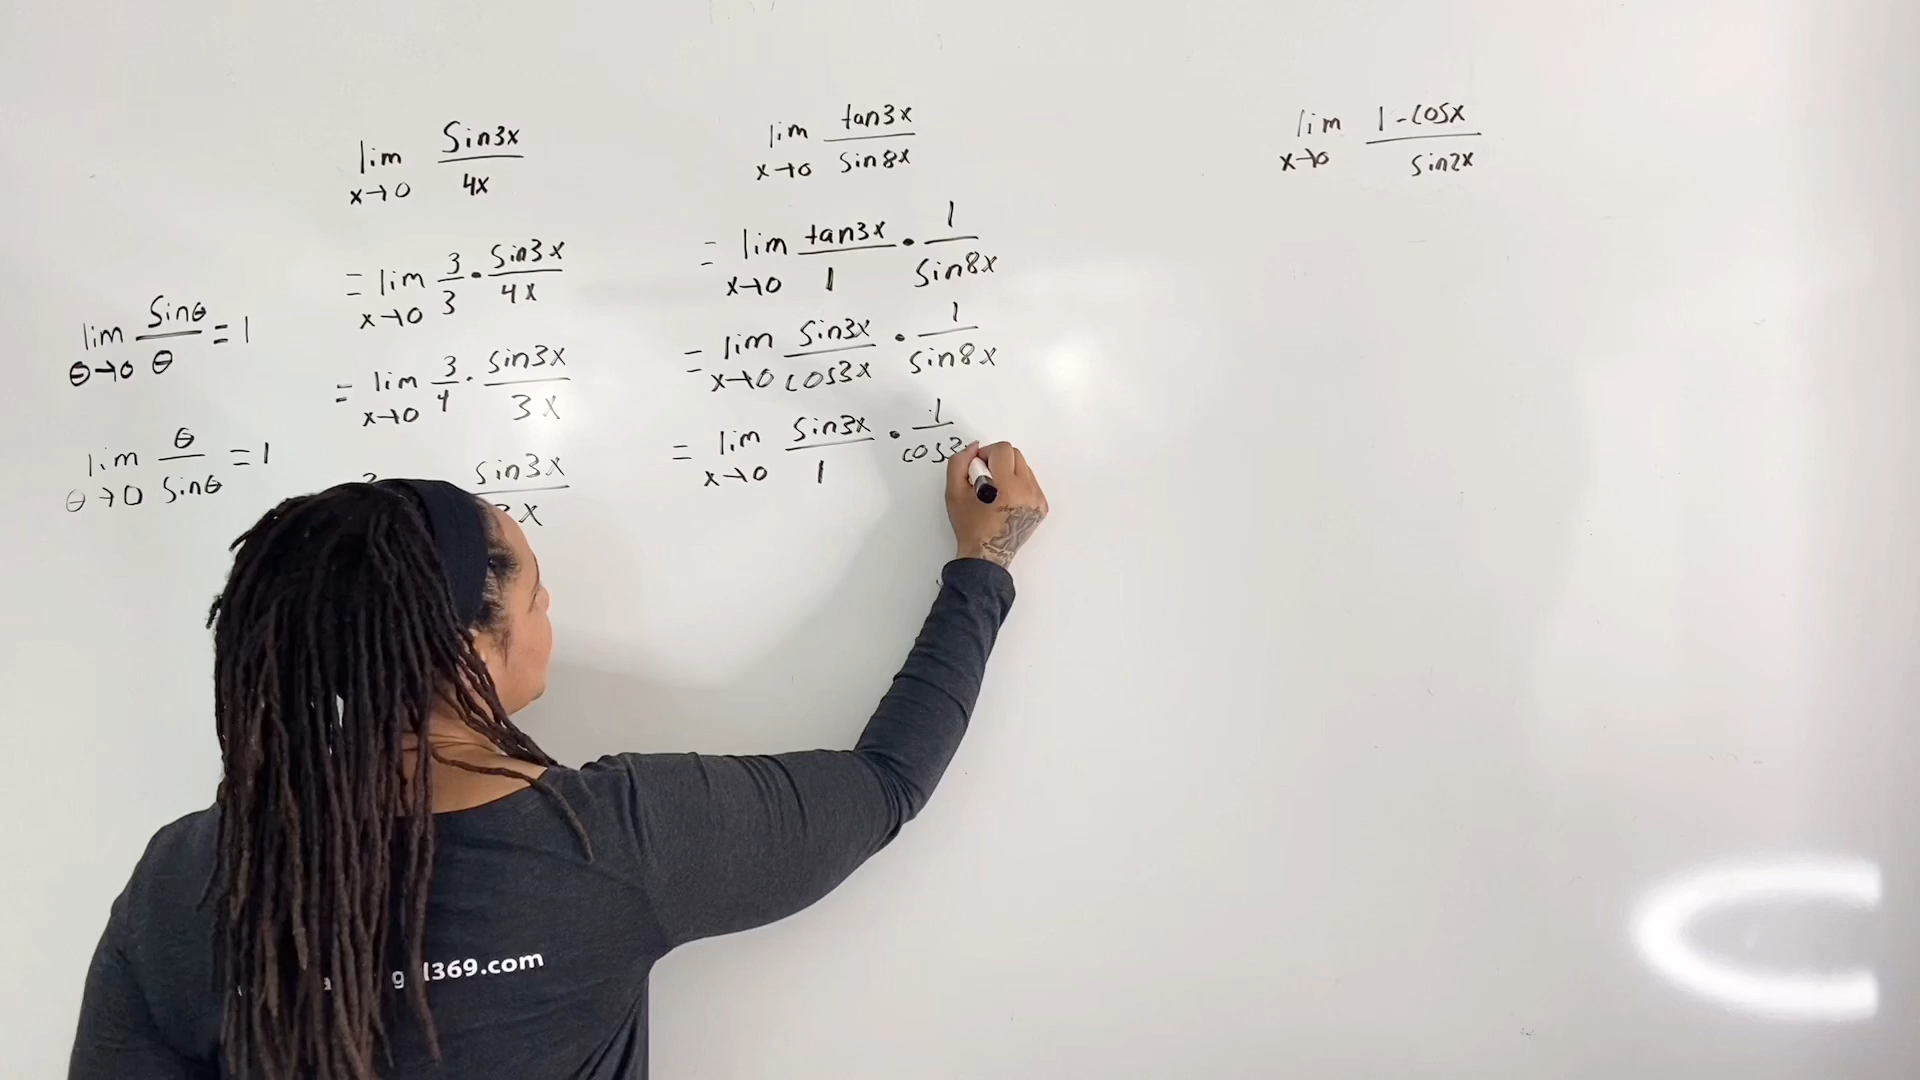 lim θ→0 sinθ/θ = 1
lim θ→0 θ/sinθ = 1
lim x→0 sin3x/4x
= lim x→0 3/3 · sin3x/4x
= lim x→0 3/4 · sin3x/3x
sin3x
lim x→0 tan3x/sin8x
= lim x→0 tan3x/1 · 1/sin8x
= lim x→0 sin3x/cos3x · 1/sin8x
= lim x→0 sin3x/1 · 1/cos3
lim x→0 1-cosx/sin2x
l369.com